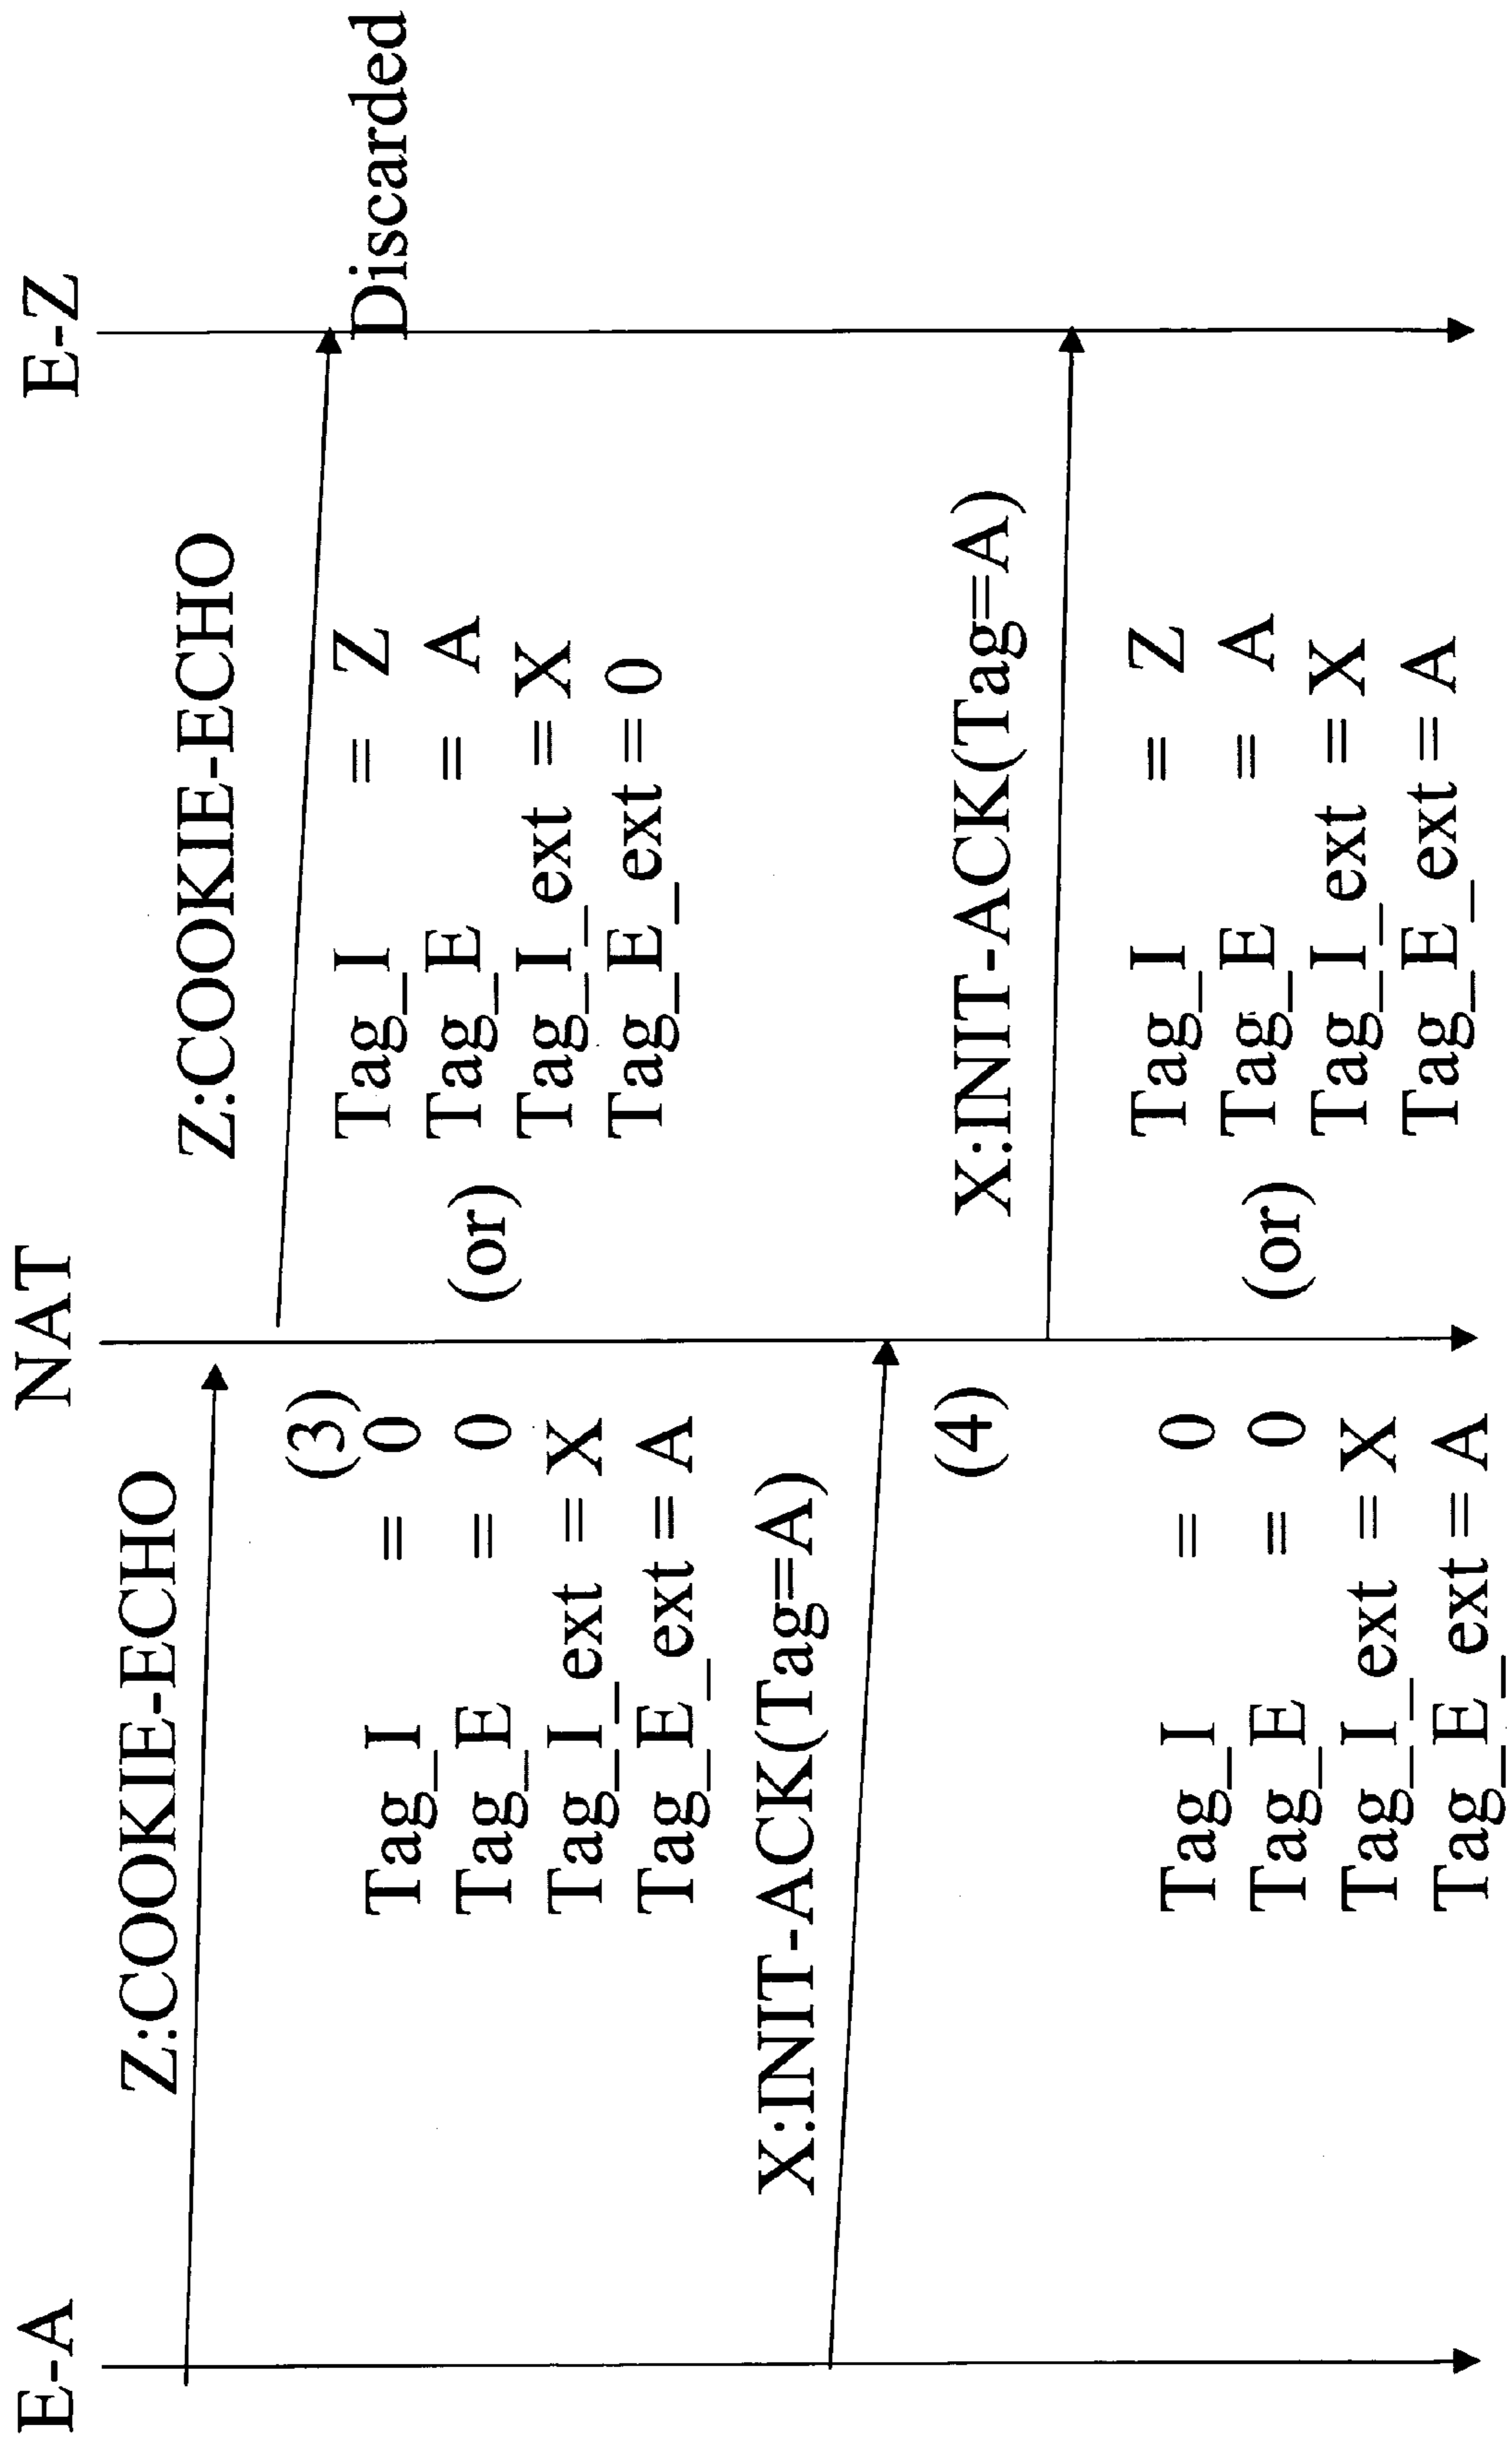 E-A
NAT
E-Z
Z:COOKIE-ECHO
Z:COOKIE-ECHO
Discarded
(3)
Tag_I = 0
Tag_E = 0
Tag_I_ext = X
Tag_E_ext = A
(or)
Tag_I = Z
Tag_E = A
Tag_I_ext = X
Tag_E_ext = 0
X:INIT-ACK(Tag=A)
X:INIT-ACK(Tag=A)
(4)
Tag_I = 0
Tag_E = 0
Tag_I_ext = X
Tag_E_ext = A
(or)
Tag_I = Z
Tag_E = A
Tag_I_ext = X
Tag_E_ext = A